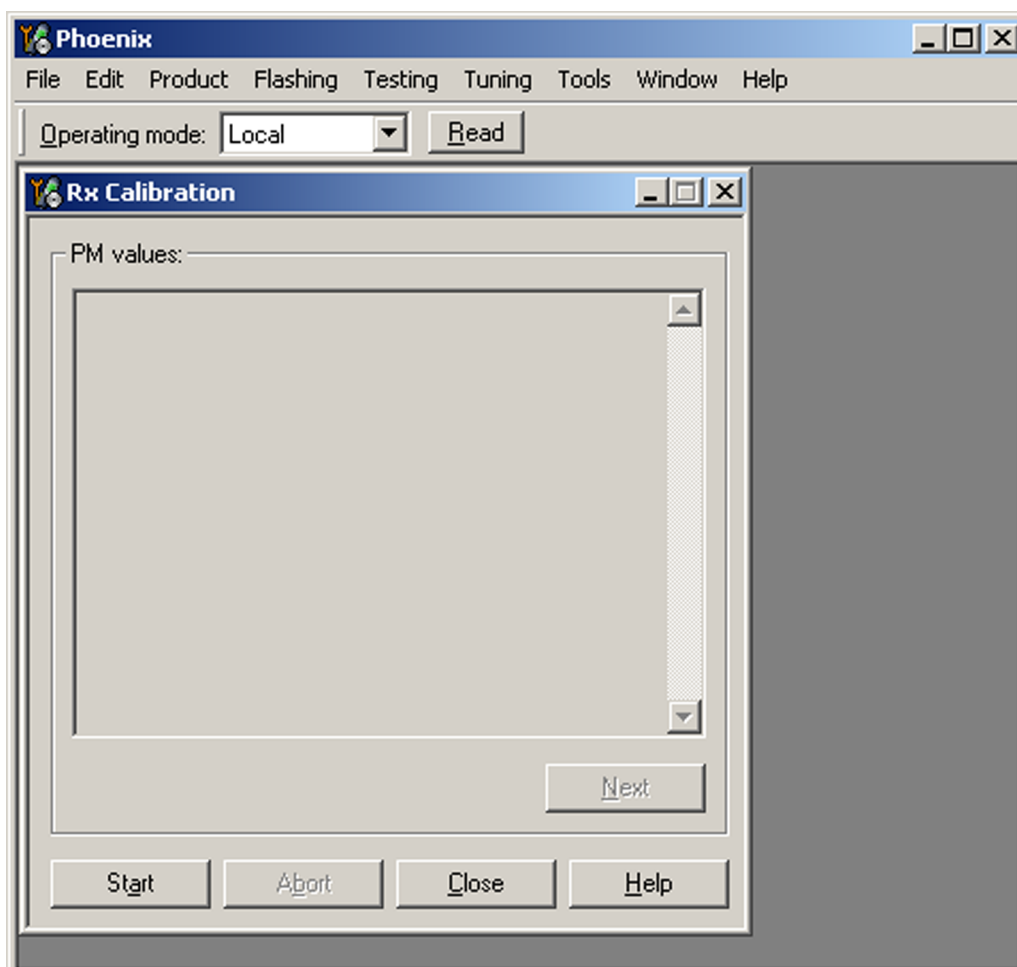 Phoenix
File Edit Product Flashing Testing Tuning Tools Window Help
Operating mode: Local Read
Rx Calibration
PM values:
Next
Start Abort Close Help